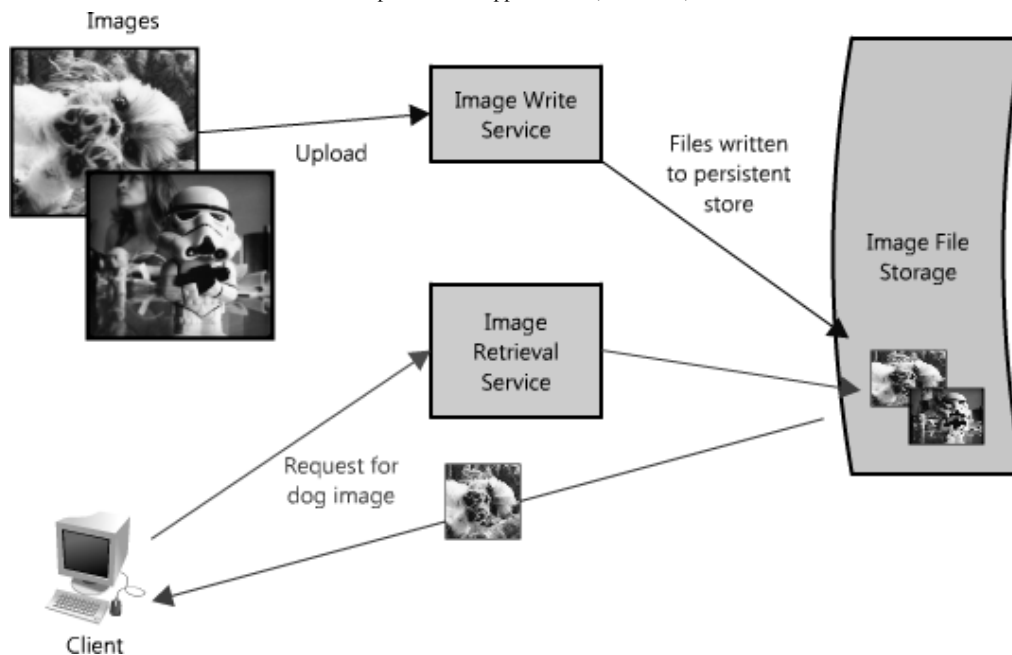 Images
Upload
Image Write
Service
Files written
to persistent
store
Image File
Storage
Image
Retrieval
Service
Request for
dog image
Client